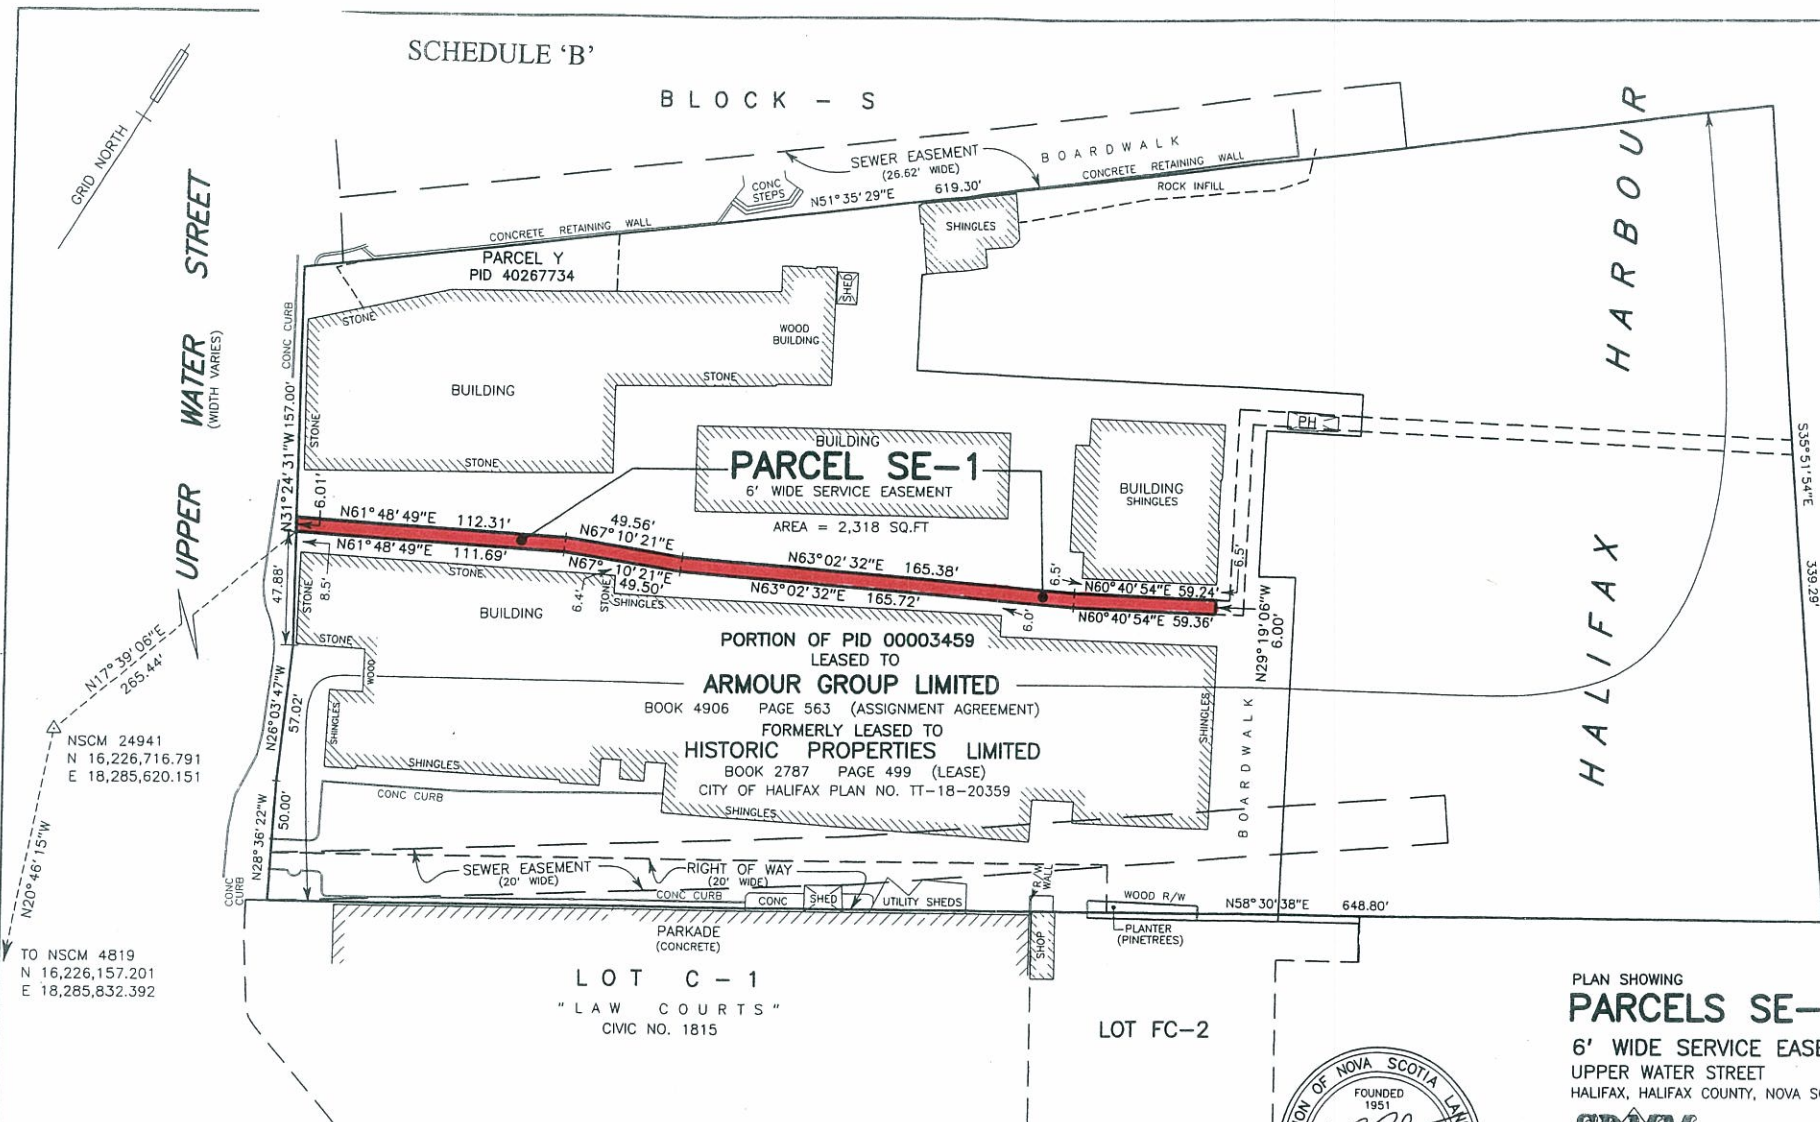 SCHEDULE 'B'
BLOCK - S
GRID NORTH
UPPER WATER STREET
(WIDTH VARIES)
SEWER EASEMENT
(26.62' WIDE)
BOARDWALK
CONCRETE RETAINING WALL
ROCK INFILL
CONC
STEPS
N51°35'29"E 619.30'
CONCRETE RETAINING WALL
PARCEL Y
PID 40267734
SHINGLES
SHED
STONE
WOOD
BUILDING
BUILDING
STONE
STONE
STONE
CONC CURB
N31°24'31"W 157.00'
6.01'
BUILDING
PARCEL SE-1
6' WIDE SERVICE EASEMENT
AREA = 2,318 SQ.FT
BUILDING
SHINGLES
PH
HALIFAX HARBOUR
S35°51'54"E
339.29'
N61°48'49"E 112.31'
49.56'
N67°10'21"E
N61°48'49"E 111.69'
N67°10'21"E
49.50'
N63°02'32"E 165.38'
N63°02'32"E 165.72'
6.5'
N60°40'54"E 59.24'
N60°40'54"E 59.36'
6.5'
6.0'
6.4'
8.5'
47.88'
N29°19'06"W
6.00'
STONE
STONE
STONE
SHINGLES
BUILDING
STONE
WOOD
SHINGLES
SHINGLES
SHINGLES
SHINGLES
PORTION OF PID 00003459
LEASED TO
ARMOUR GROUP LIMITED
BOOK 4906 PAGE 563 (ASSIGNMENT AGREEMENT)
FORMERLY LEASED TO
HISTORIC PROPERTIES LIMITED
BOOK 2787 PAGE 499 (LEASE)
CITY OF HALIFAX PLAN NO. TT-18-20359
BOARDWALK
N17°39'06"E
265.44'
NSCM 24941
N 16,226,716.791
E 18,285,620.151
N26°03'47"W
57.02'
N28°36'22"W
50.00'
CONC
CURB
N20°46'15"W
TO NSCM 4819
N 16,226,157.201
E 18,285,832.392
CONC CURB
SEWER EASEMENT
(20' WIDE)
RIGHT OF WAY
(20' WIDE)
CONC CURB
CONC
SHED
UTILITY SHEDS
R/W
WALL
WOOD R/W
N58°30'38"E 648.80'
PLANTER
(PINETREES)
SHOP
PARKADE
(CONCRETE)
LOT C-1
"LAW COURTS"
CIVIC NO. 1815
LOT FC-2
PLAN SHOWING
PARCELS SE-
6' WIDE SERVICE EASE
UPPER WATER STREET
HALIFAX, HALIFAX COUNTY, NOVA S
ON OF NOVA SCOTIA LAN
FOUNDED
1951